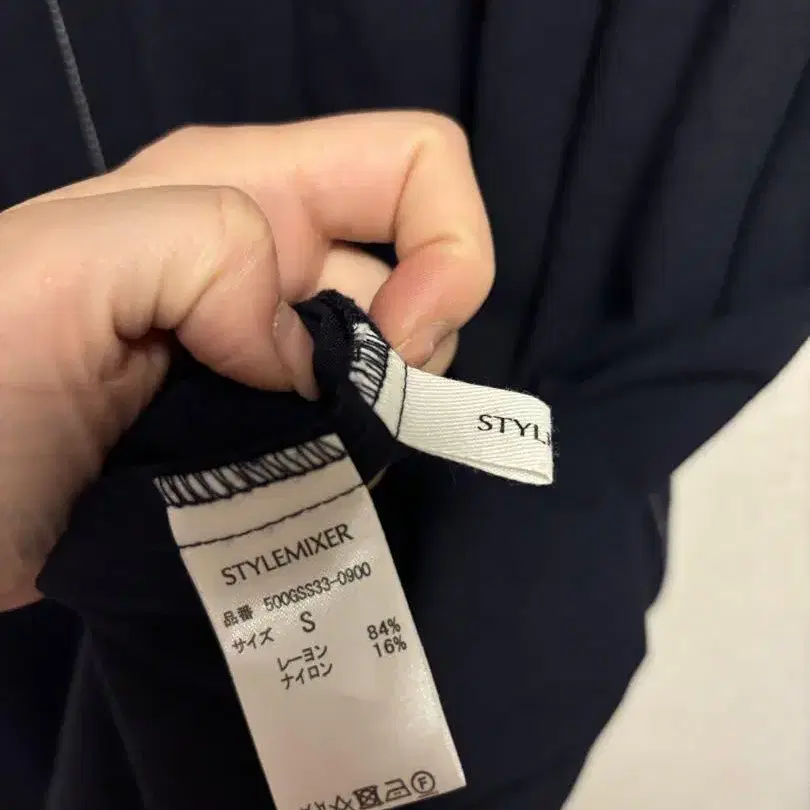 STYL
STYLEMIXER
品番 500GSS33-0900
サイズ S
レーヨン 84%
ナイロン 16%
F